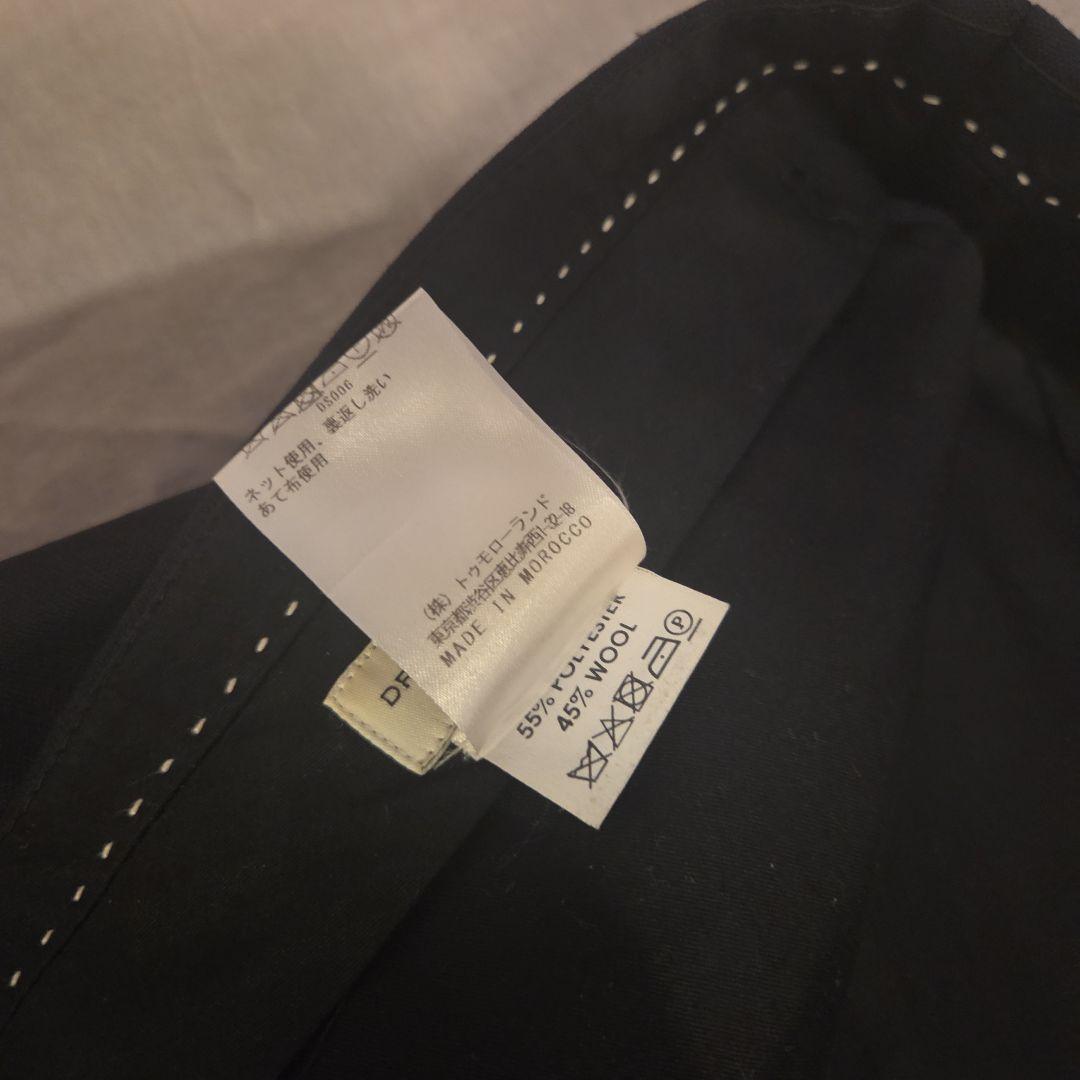 DS006
ネット使用、裏返し洗い
あて布使用
(株) トゥモローランド
東京都渋谷区恵比寿西1-32-18
MADE IN MOROCCO
55% POLYESTER
45% WOOL
P